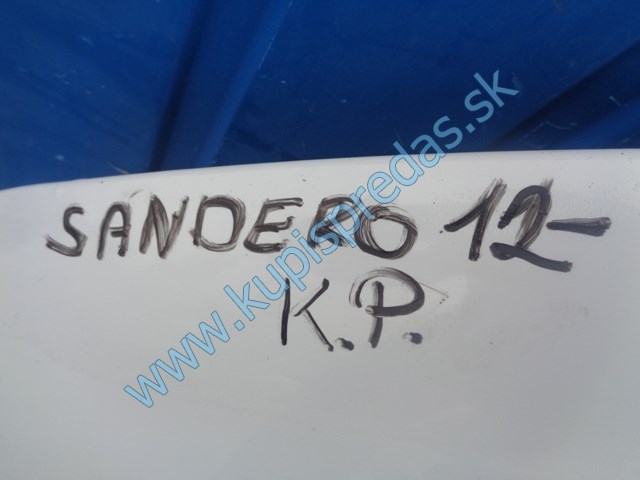 SANDERO 12-
K.P.
www.kupispredas.sk